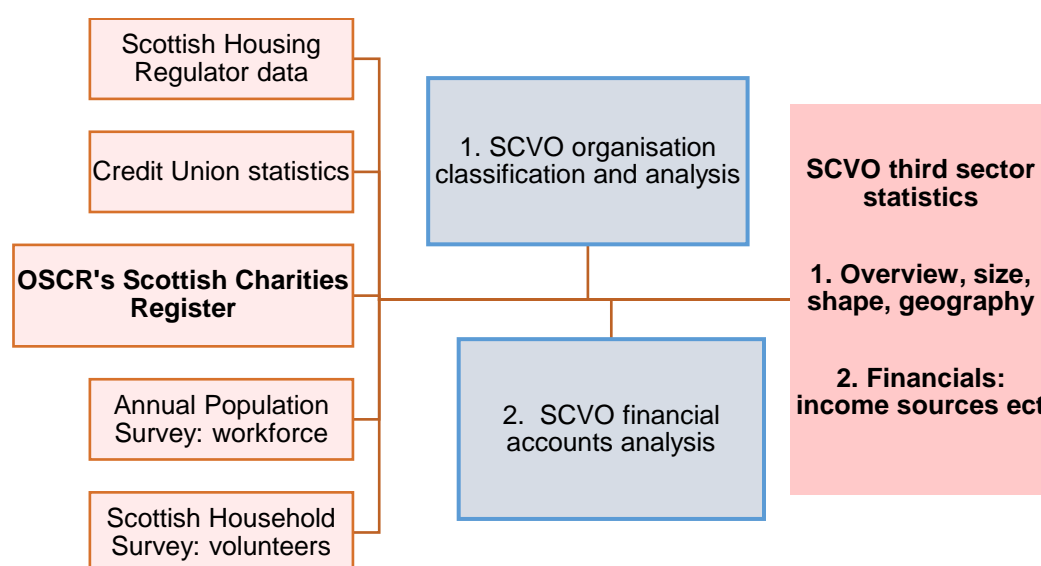 Scottish Housing
Regulator data
Credit Union statistics
OSCR's Scottish Charities
Register
Annual Population
Survey: workforce
Scottish Household
Survey: volunteers
1. SCVO organisation
classification and analysis
2. SCVO financial
accounts analysis
SCVO third sector
statistics
1. Overview, size,
shape, geography
2. Financials:
income sources ect